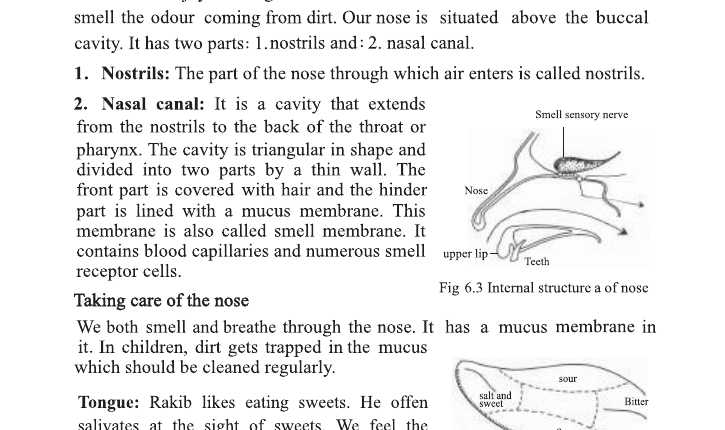 smell the odour coming from dirt. Our nose is situated above the buccal
cavity. It has two parts: 1.nostrils and: 2. nasal canal.
1. Nostrils: The part of the nose through which air enters is called nostrils.
2. Nasal canal: It is a cavity that extends
from the nostrils to the back of the throat or
pharynx. The cavity is triangular in shape and
divided into two parts by a thin wall. The
front part is covered with hair and the hinder
part is lined with a mucus membrane. This
membrane is also called smell membrane. It
contains blood capillaries and numerous smell
receptor cells.
Smell sensory nerve
Nose
upper lip
Teeth
Fig 6.3 Internal structure a of nose
Taking care of the nose
We both smell and breathe through the nose. It has a mucus membrane in
it. In children, dirt gets trapped in the mucus
which should be cleaned regularly.
Tongue: Rakib likes eating sweets. He offen
salivates at the sight of sweets. We feel the
sour
salt and
sweet
Bitter